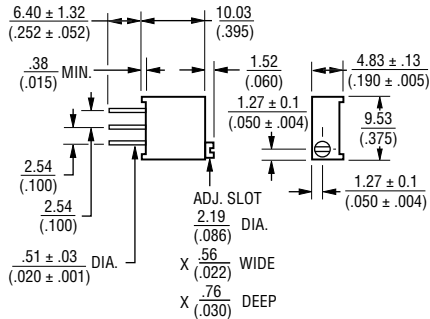 6.40 ± 1.32
(.252 ± .052)
10.03
(.395)
.38
(.015)
MIN.
1.52
(.060)
4.83 ± .13
(.190 ± .005)
1.27 ± 0.1
(.050 ± .004)
9.53
(.375)
2.54
(.100)
2.54
(.100)
ADJ. SLOT
2.19
(.086)
DIA.
1.27 ± 0.1
(.050 ± .004)
.51 ± .03
(.020 ± .001)
DIA.
X .56
(.022)
WIDE
X .76
(.030)
DEEP